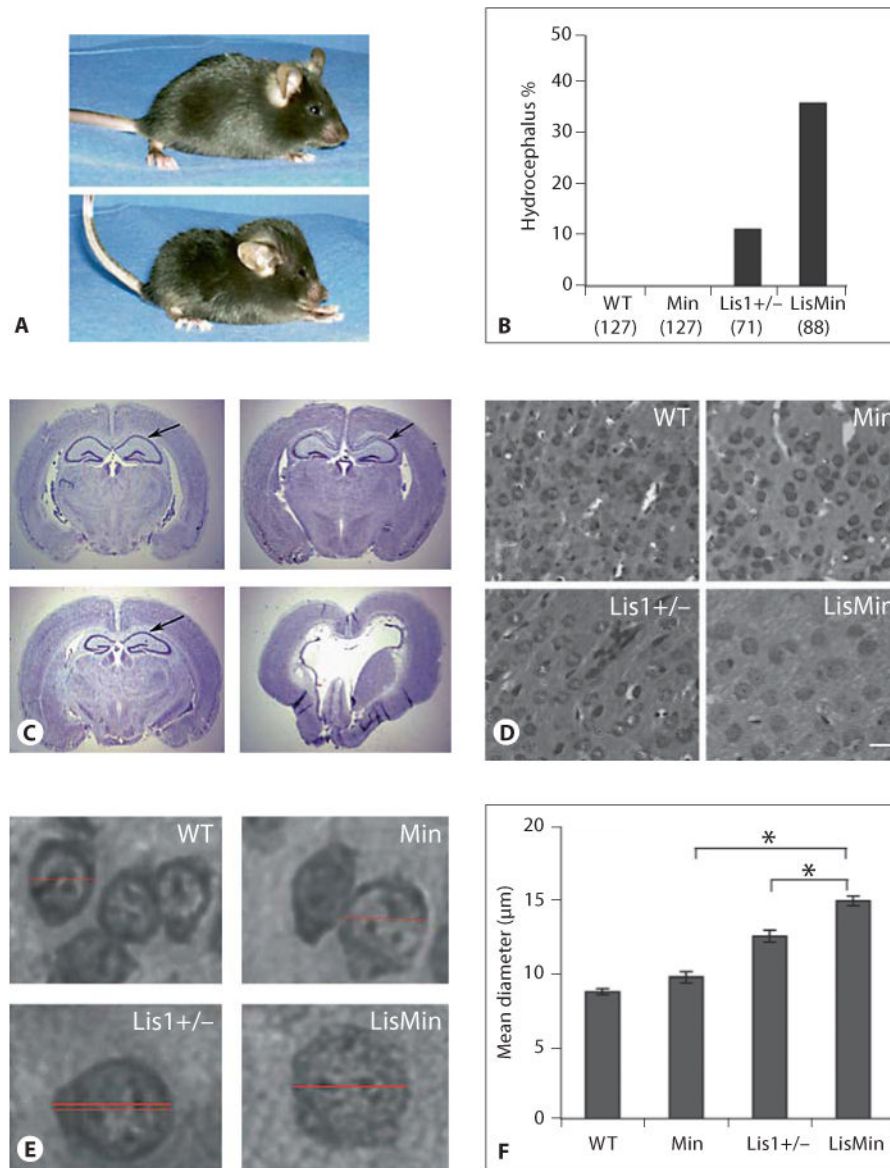 A
B
Hydrocephalus %
50
40
30
20
10
0
WT
(127)
Min
(127)
Lis1+/–
(71)
LisMin
(88)
C
WT
Min
Lis1+/–
LisMin
D
WT
Min
Lis1+/–
LisMin
E
F
Mean diameter (µm)
20
15
10
5
0
*
*
WT
Min
Lis1+/–
LisMin